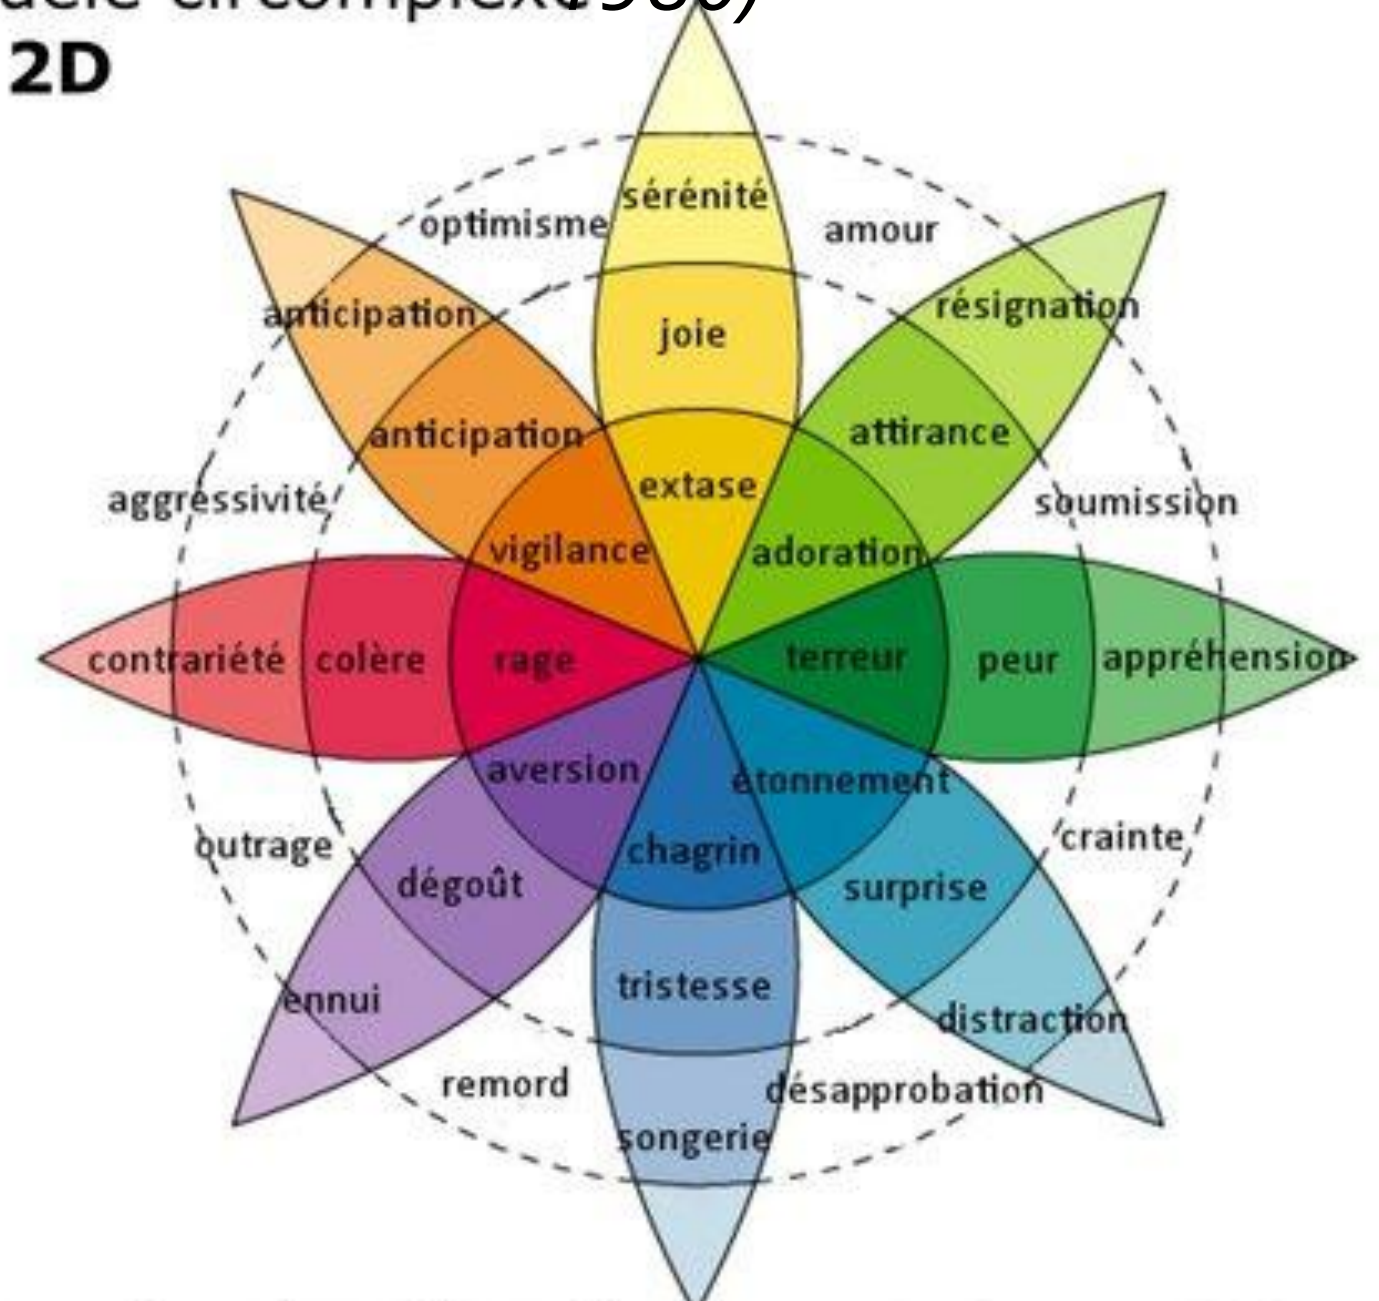 1980)
2D
sérénité
optimisme
amour
anticipation
résignation
joie
anticipation
attirance
extase
aggressivité
soumission
vigilance
adoration
contrariété
colère
rage
terreur
peur
appréhension
aversion
étonnement
outrage
chagrin
crainte
dégoût
surprise
tristesse
ennui
distraction
remord
désapprobation
songerie